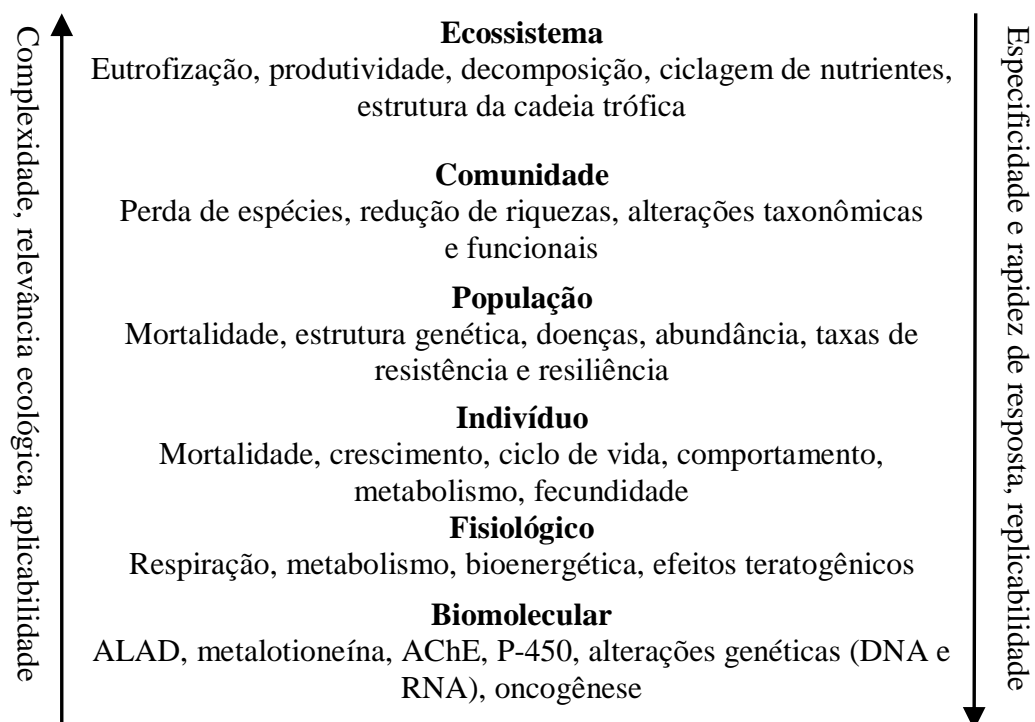 Complexidade, relevância ecológica, aplicabilidade
Ecossistema
Eutrofização, produtividade, decomposição, ciclagem de nutrientes,
estrutura da cadeia trófica
Comunidade
Perda de espécies, redução de riquezas, alterações taxonômicas
e funcionais
População
Mortalidade, estrutura genética, doenças, abundância, taxas de
resistência e resiliência
Indivíduo
Mortalidade, crescimento, ciclo de vida, comportamento,
metabolismo, fecundidade
Fisiológico
Respiração, metabolismo, bioenergética, efeitos teratogênicos
Biomolecular
ALAD, metalotioneína, AChE, P-450, alterações genéticas (DNA e
RNA), oncogênese
Especificidade e rapidez de resposta, replicabilidade